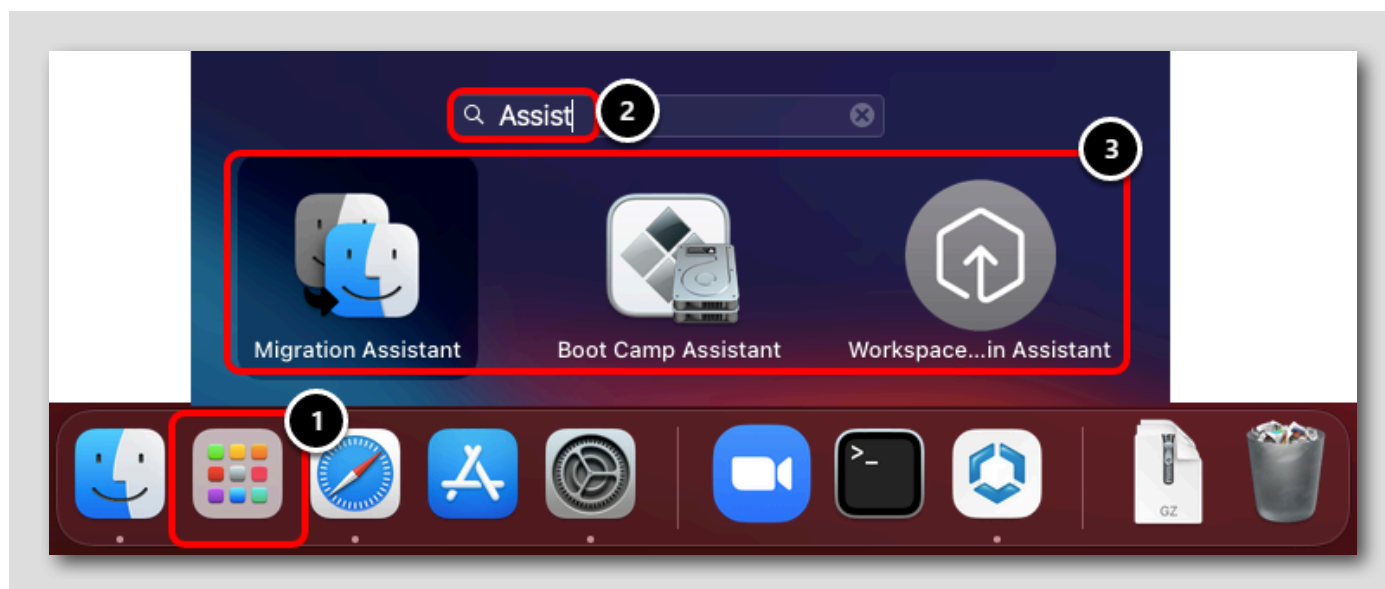 Assist
2
3
Migration Assistant
Boot Camp Assistant
Workspace...in Assistant
1
>_
GZ